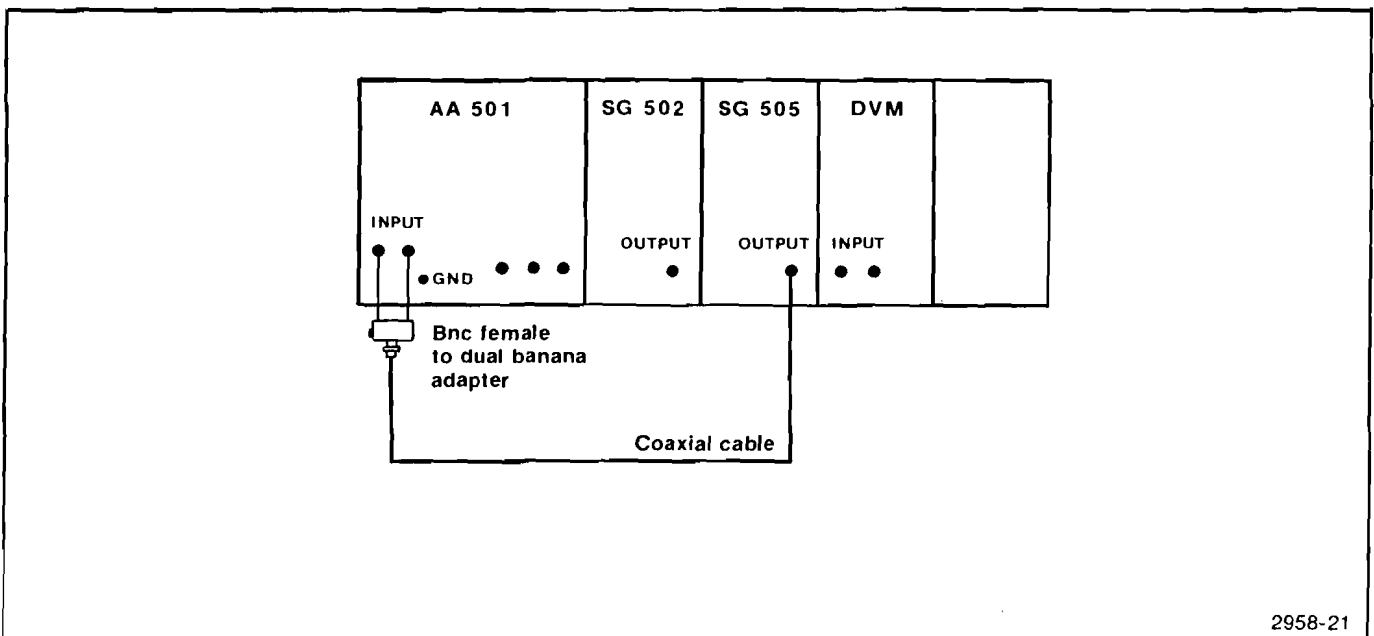 AA 501
SG 502
SG 505
DVM
INPUT
GND
OUTPUT
OUTPUT
INPUT
Bnc female
to dual banana
adapter
Coaxial cable
2958-21